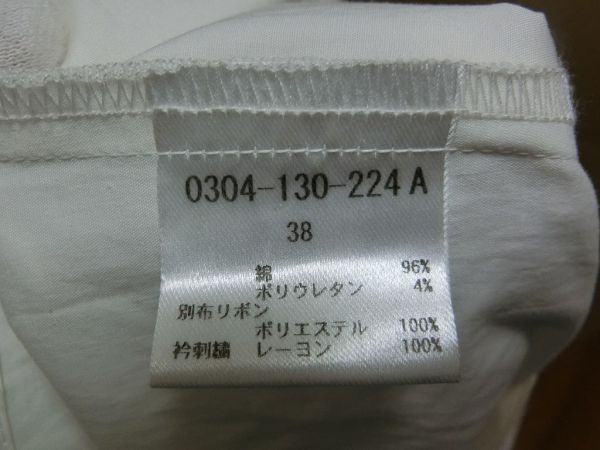 0304-130-224 A
38
綿 96%
ポリウレタン 4%
別布リボン
ポリエステル 100%
衿刺繍 レーヨン 100%